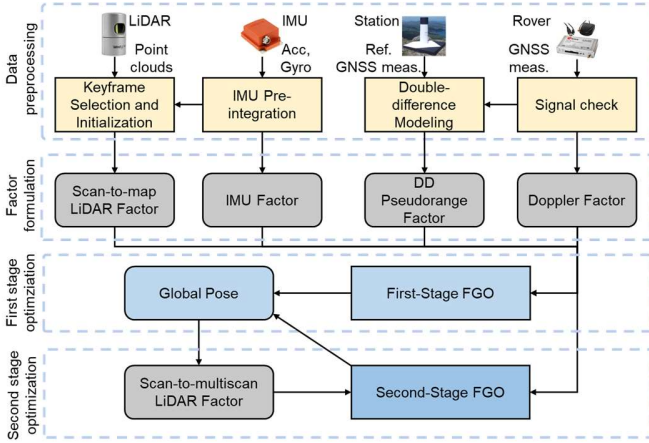 LiDAR
IMU
Station
Rover
Point
clouds
Acc,
Gyro
Ref.
GNSS meas.
GNSS
meas.
Data
preprocessing
Keyframe
Selection and
Initialization
IMU Pre-
integration
Double-
difference
Modeling
Signal check
Factor
formulation
Scan-to-map
LiDAR Factor
IMU Factor
DD
Pseudorange
Factor
Doppler Factor
First stage
optimziation
Global Pose
First-Stage FGO
Second stage
optimization
Scan-to-multiscan
LiDAR Factor
Second-Stage FGO